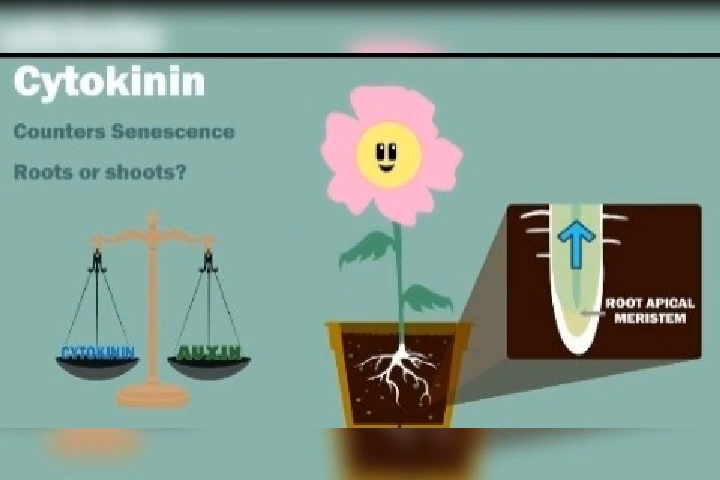 Cytokinin
Counters Senescence
Roots or shoots?
CYTOKININ
AUXIN
ROOT APICAL
MERISTEM